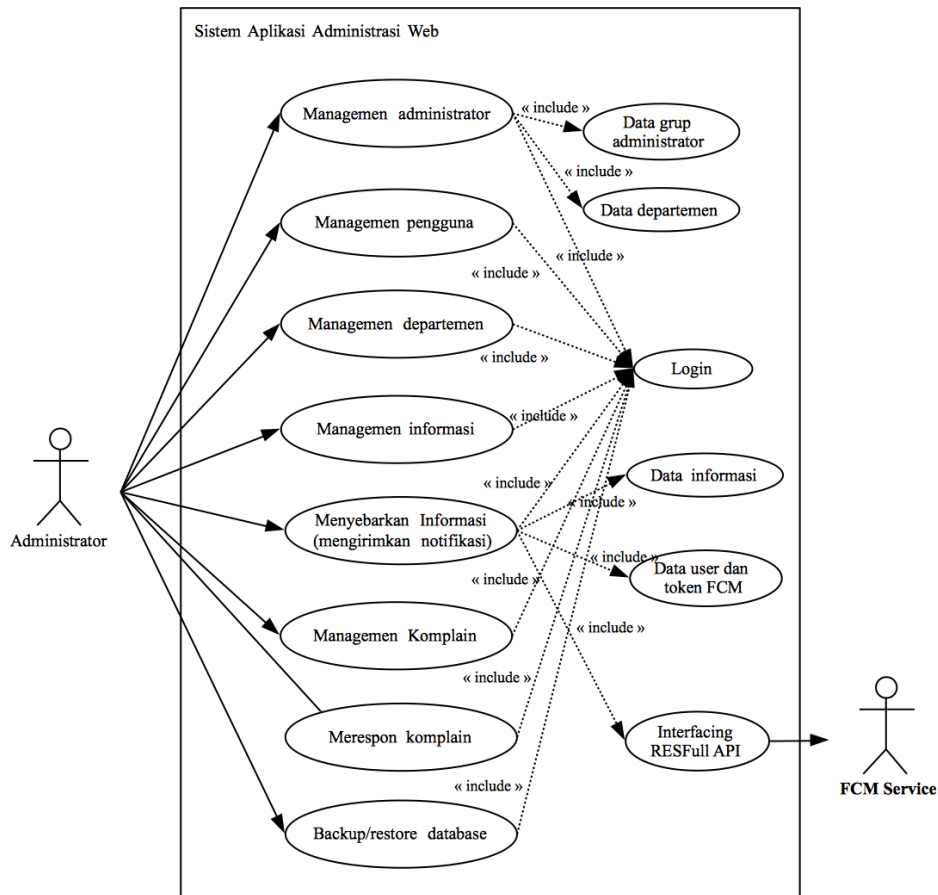 Sistem Aplikasi Administrasi Web
Managemen administrator
« include »
Data grup
administrator
« include »
Data departemen
Managemen pengguna
« include »
« include »
Managemen departemen
« include »
Login
Managemen informasi
« include »
Administrator
Menyebarkan Informasi
(mengirimkan notifikasi)
« include »
Data informasi
« include »
« include »
Data user dan
token FCM
Managemen Komplain
« include »
« include »
« include »
Merespon komplain
Interfacing
RESFull API
FCM Service
« include »
Backup/restore database